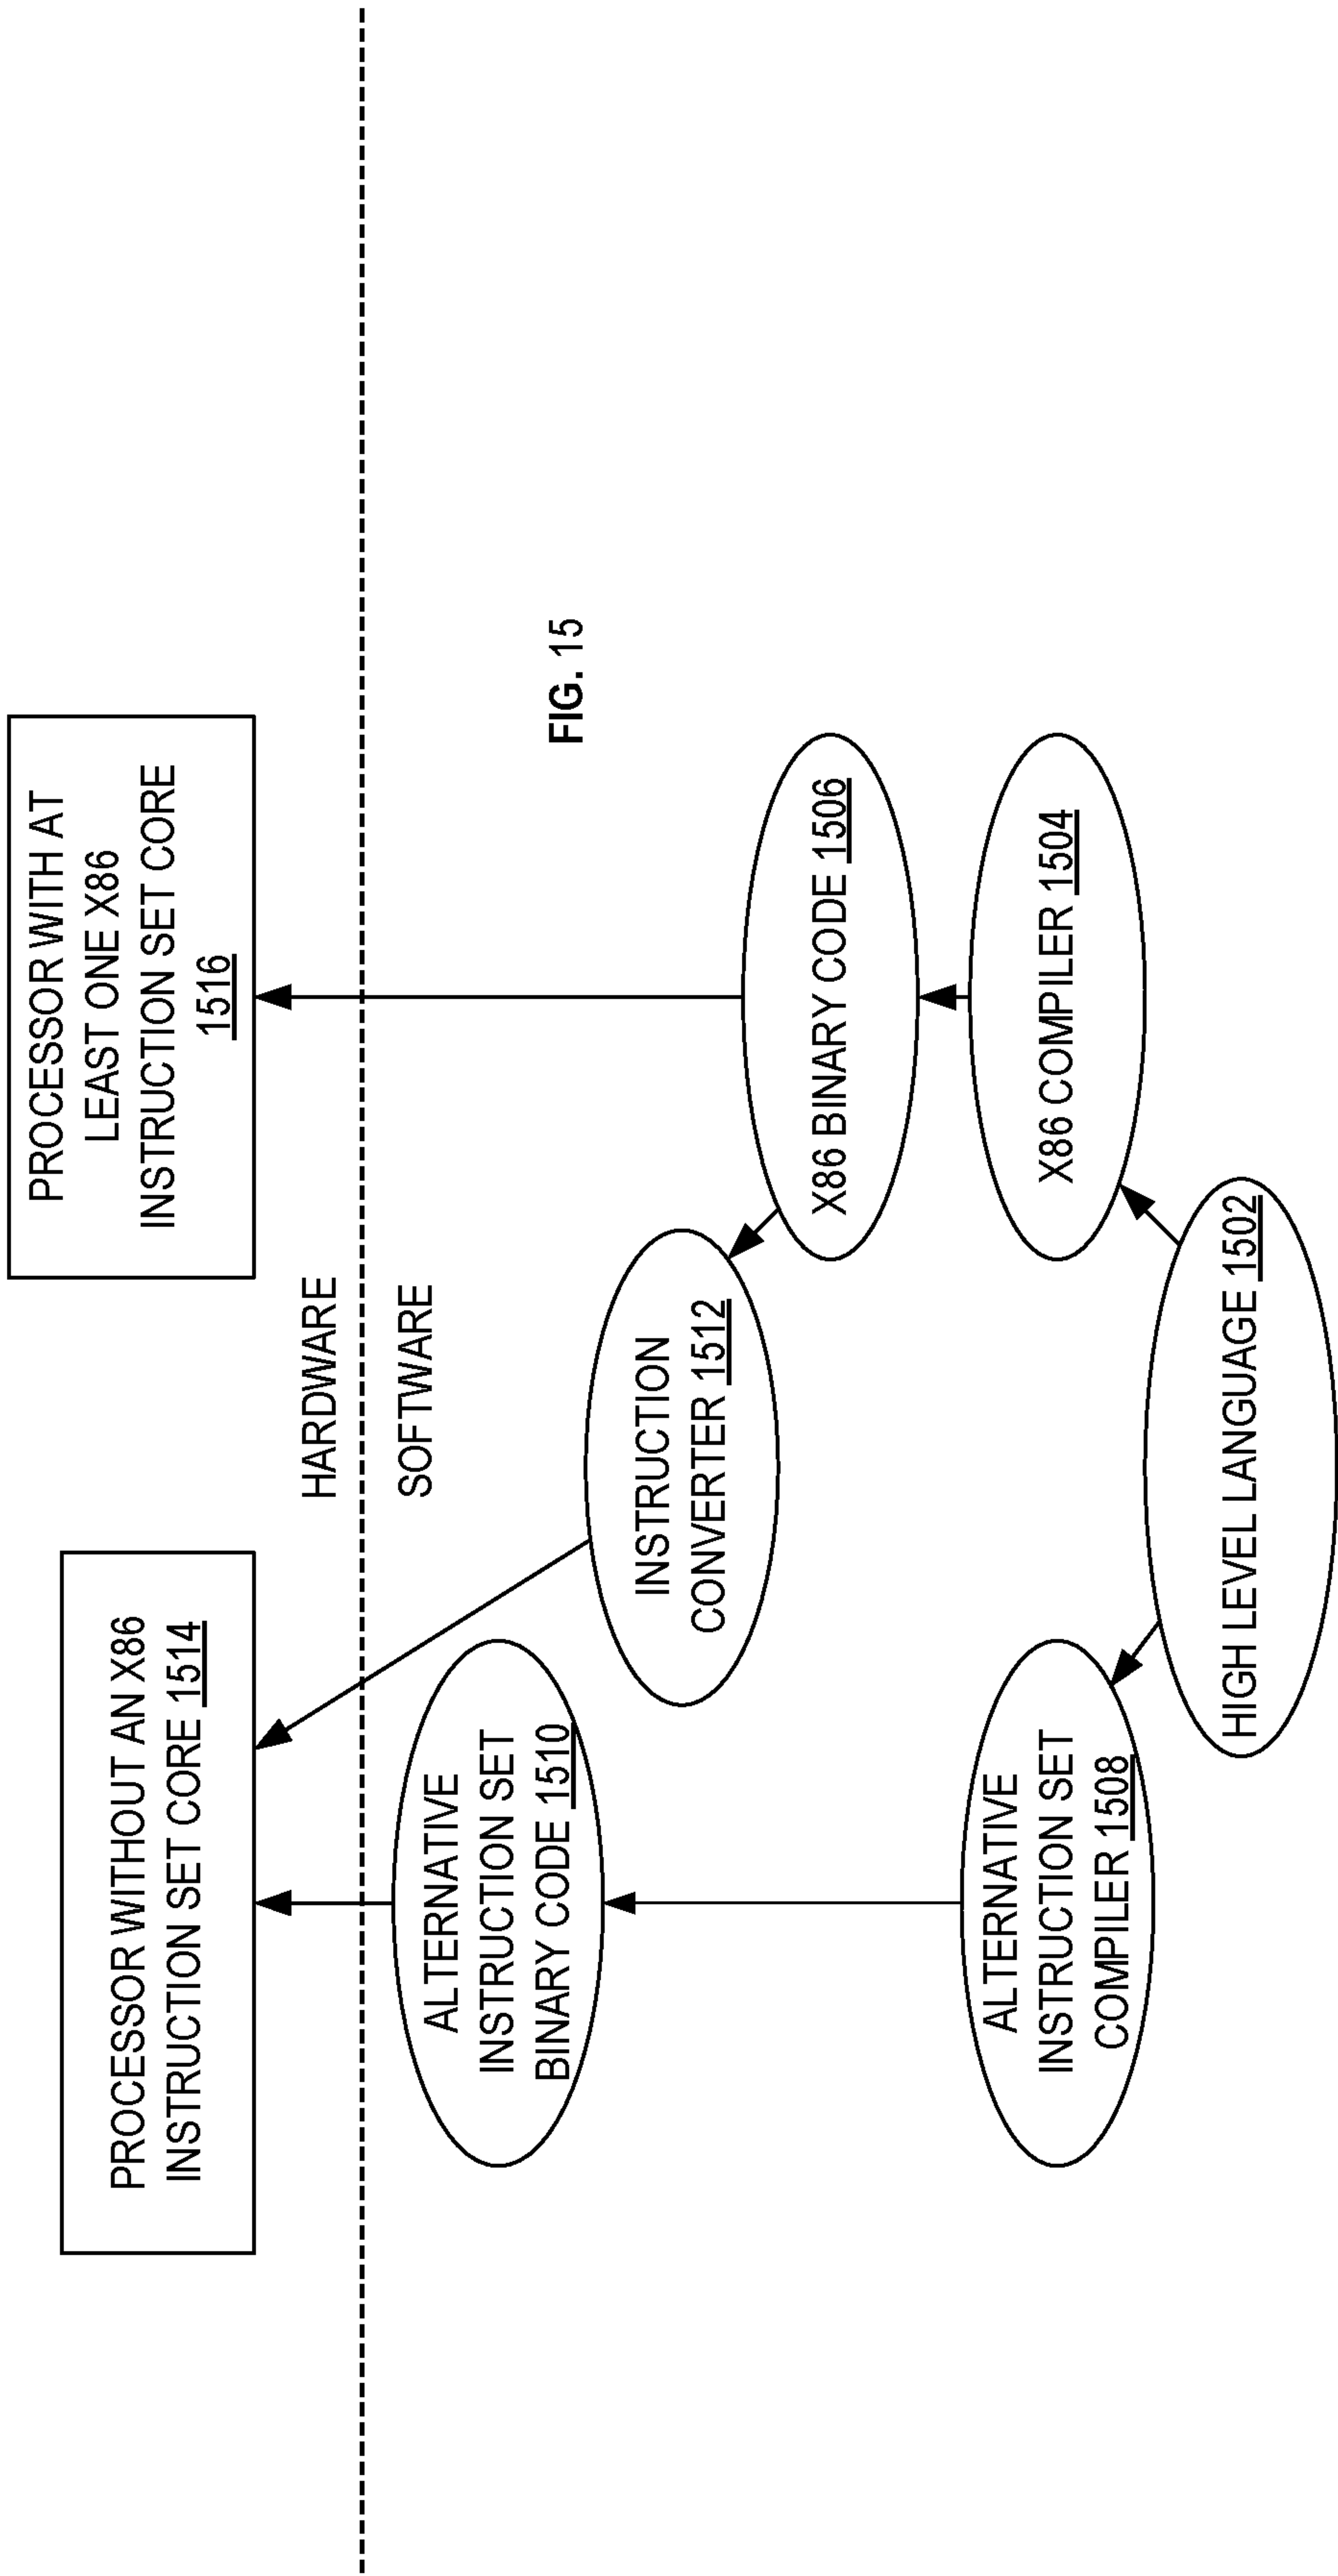 PROCESSOR WITHOUT AN X86
INSTRUCTION SET CORE 1514
PROCESSOR WITH AT
LEAST ONE X86
INSTRUCTION SET CORE
1516
HARDWARE
SOFTWARE
ALTERNATIVE
INSTRUCTION SET
BINARY CODE 1510
INSTRUCTION
CONVERTER 1512
FIG. 15
X86 BINARY CODE 1506
ALTERNATIVE
INSTRUCTION SET
COMPILER 1508
X86 COMPILER 1504
HIGH LEVEL LANGUAGE 1502